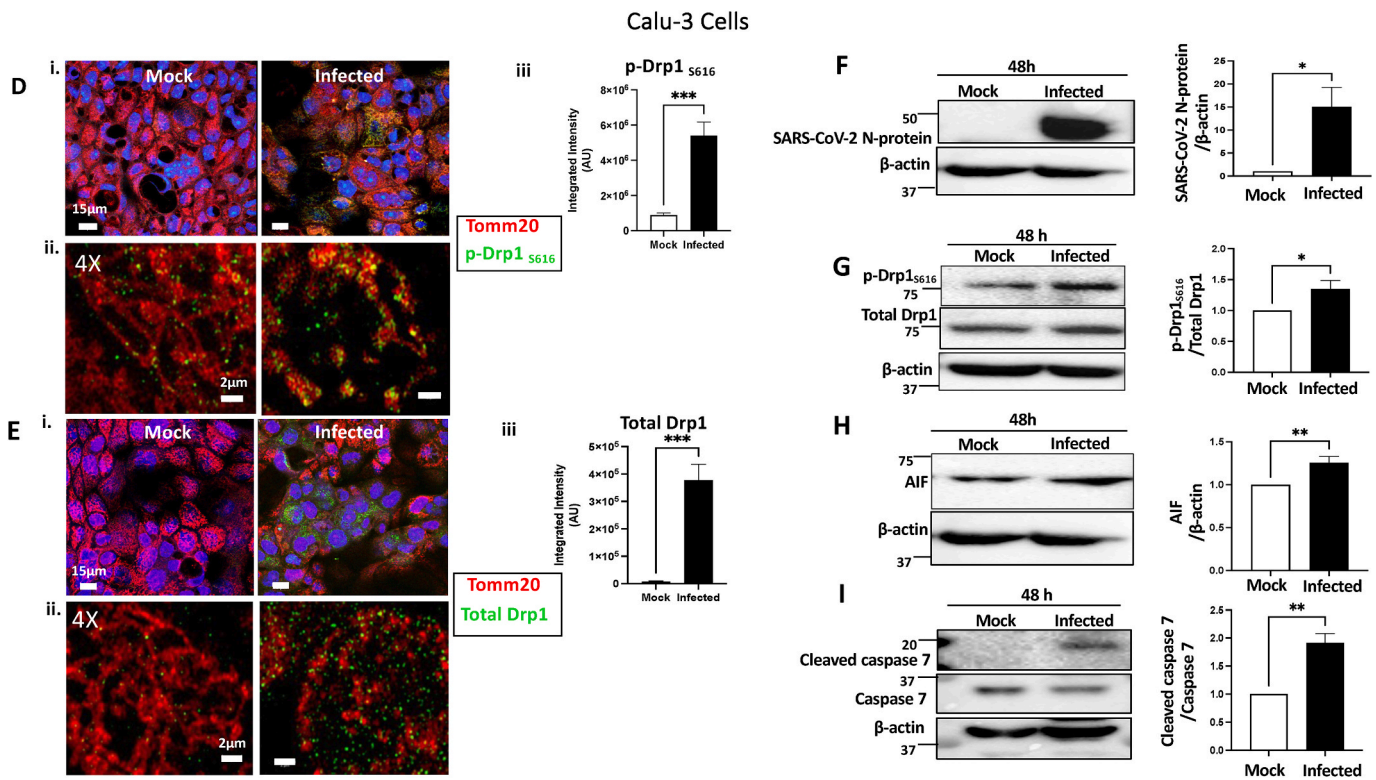 Calu-3 Cells
D
i.
Mock
Infected
15µm
ii.
4X
2µm
Tomm20
p-Drp1 S616
iii
p-Drp1 S616
Integrated Intensity
(AU)
8×10⁶
6×10⁶
4×10⁶
2×10⁶
0
***
Mock Infected
E
i.
Mock
Infected
15µm
ii.
4X
2µm
Tomm20
Total Drp1
iii
Total Drp1
Integrated Intensity
(AU)
5×10⁵
4×10⁵
3×10⁵
2×10⁵
1×10⁵
0
***
Mock Infected
F
48h
Mock Infected
50
SARS-CoV-2 N-protein
β-actin
37
SARS-CoV-2 N-protein
/β-actin
25
20
15
10
5
0
*
Mock Infected
G
48 h
Mock Infected
p-Drp1S616
75
Total Drp1
75
β-actin
37
p-Drp1S616
/Total Drp1
2.0
1.5
1.0
0.5
0.0
*
Mock Infected
H
48h
Mock Infected
75
AIF
β-actin
37
AIF
/β-actin
1.5
1.0
0.5
0.0
**
Mock Infected
I
48 h
Mock Infected
20
Cleaved caspase 7
37
Caspase 7
β-actin
37
Cleaved caspase 7
/Caspase 7
2.5
2.0
1.5
1.0
0.5
0.0
**
Mock Infected